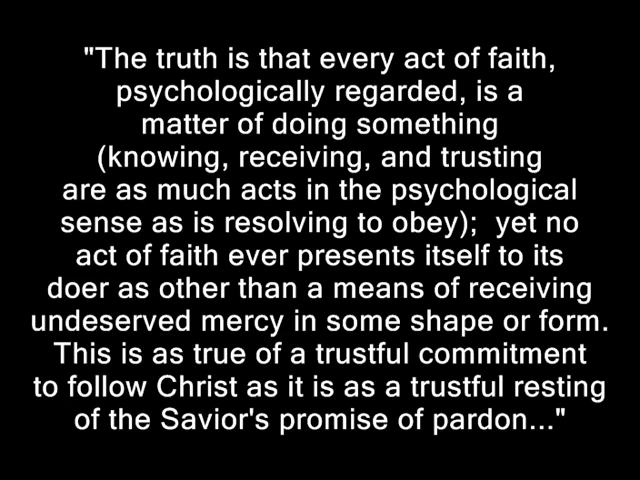 "The truth is that every act of faith,
psychologically regarded, is a
matter of doing something
(knowing, receiving, and trusting
are as much acts in the psychological
sense as is resolving to obey);  yet no
act of faith ever presents itself to its
doer as other than a means of receiving
undeserved mercy in some shape or form.
This is as true of a trustful commitment
to follow Christ as it is as a trustful resting
of the Savior's promise of pardon..."